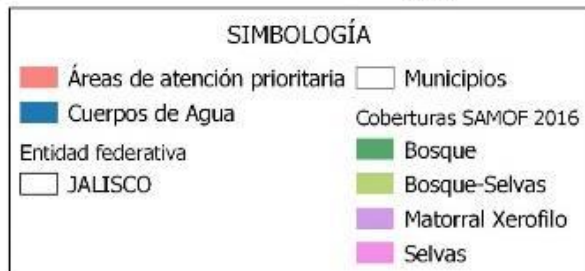 SIMBOLOGÍA
Áreas de atención prioritaria
Cuerpos de Agua
Entidad federativa
JALISCO
Municipios
Coberturas SAMOF 2016
Bosque
Bosque-Selvas
Matorral Xerofilo
Selvas